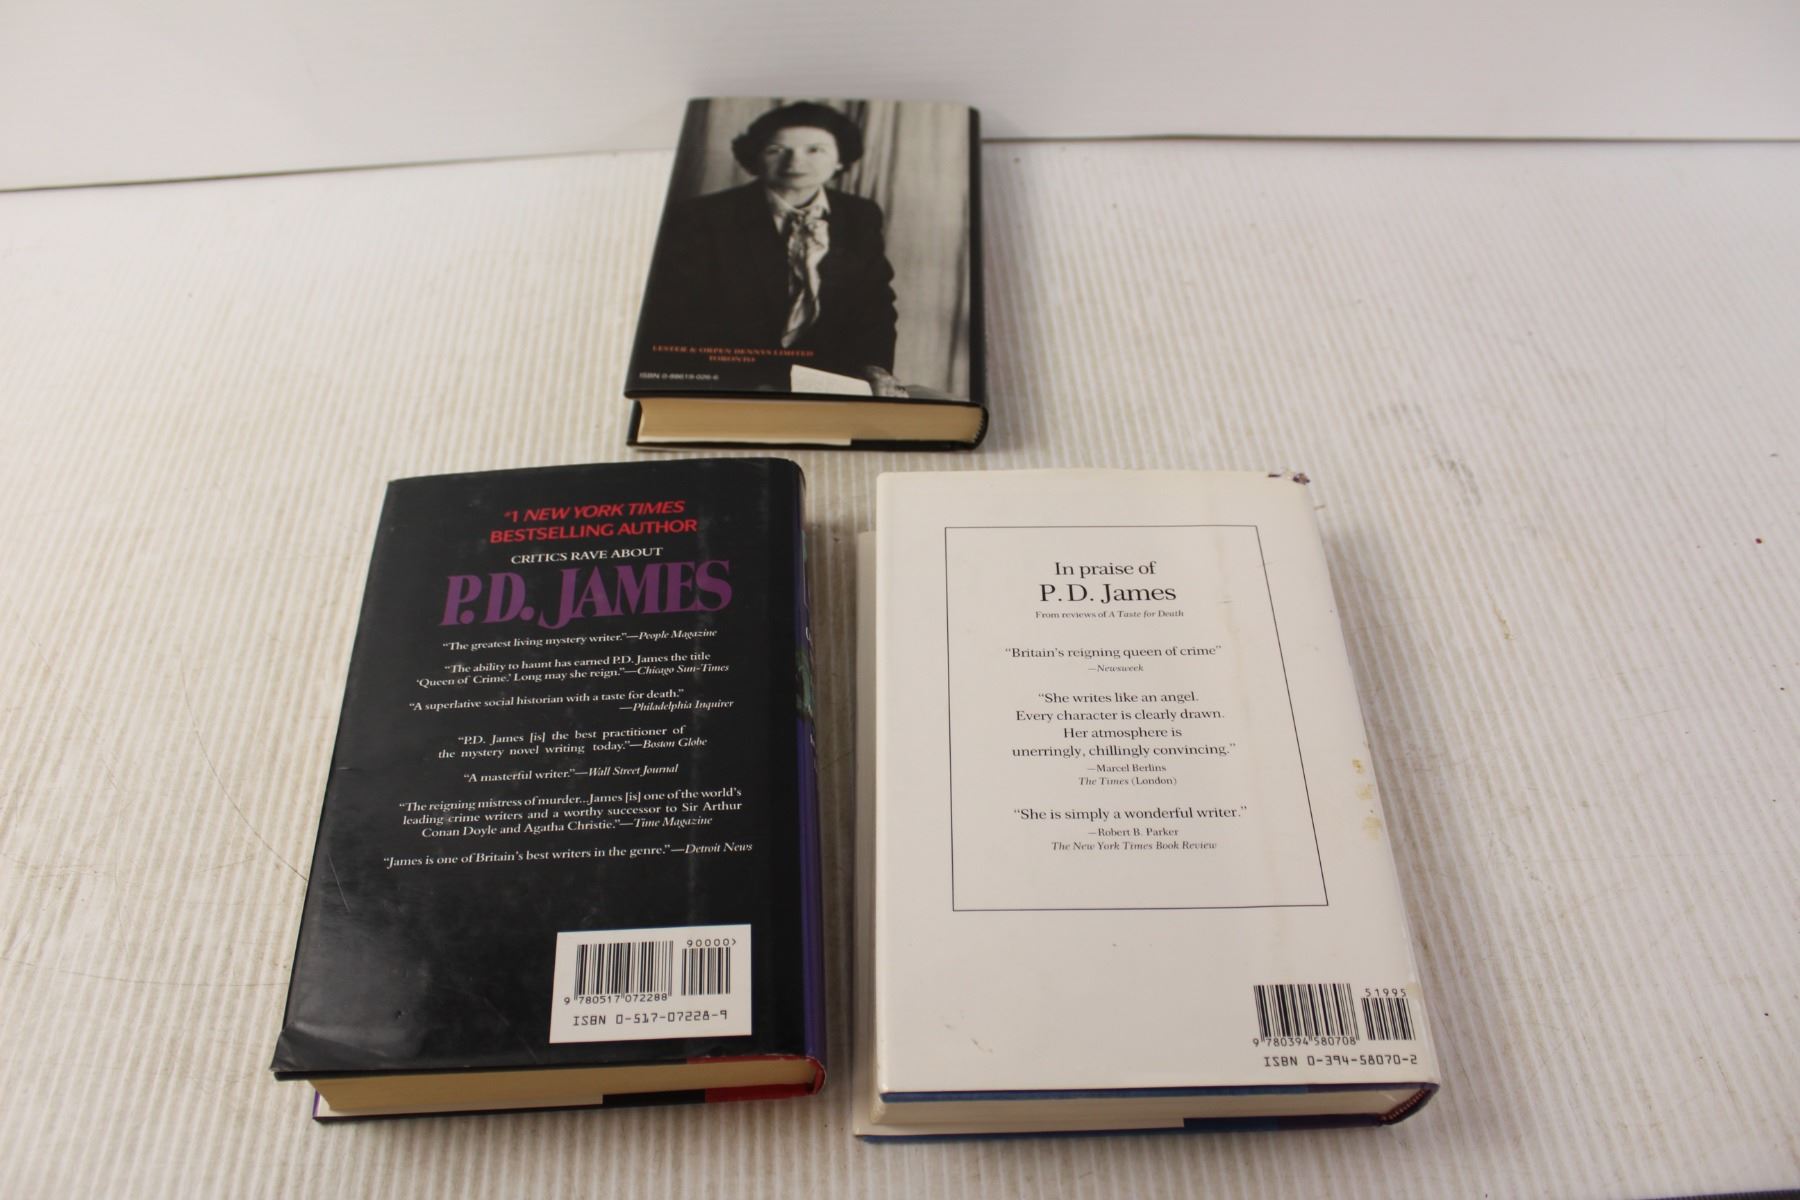 LESTER & ORPEN DENNYS LIMITED
TORONTO
ISBN 0-88619-026-6
#1 NEW YORK TIMES
BESTSELLING AUTHOR
CRITICS RAVE ABOUT
P.D. JAMES
“The greatest living mystery writer.”—People Magazine
“The ability to haunt has earned P.D. James the title
‘Queen of Crime.’ Long may she reign.”—Chicago Sun-Times
“A superlative social historian with a taste for death.”
—Philadelphia Inquirer
“P.D. James [is] the best practitioner of
the mystery novel writing today.”—Boston Globe
“A masterful writer.”—Wall Street Journal
“The reigning mistress of murder...James [is] one of the world’s
leading crime writers and a worthy successor to Sir Arthur
Conan Doyle and Agatha Christie.”—Time Magazine
“James is one of Britain’s best writers in the genre.”—Detroit News
90000>
9 780517 072288
ISBN 0-517-07228-9
In praise of
P. D. James
From reviews of A Taste for Death
“Britain’s reigning queen of crime”
—Newsweek
“She writes like an angel.
Every character is clearly drawn.
Her atmosphere is
unerringly, chillingly convincing.”
—Marcel Berlins
The Times (London)
“She is simply a wonderful writer.”
—Robert B. Parker
The New York Times Book Review
51995
9 780394 580708
ISBN 0-394-58070-2